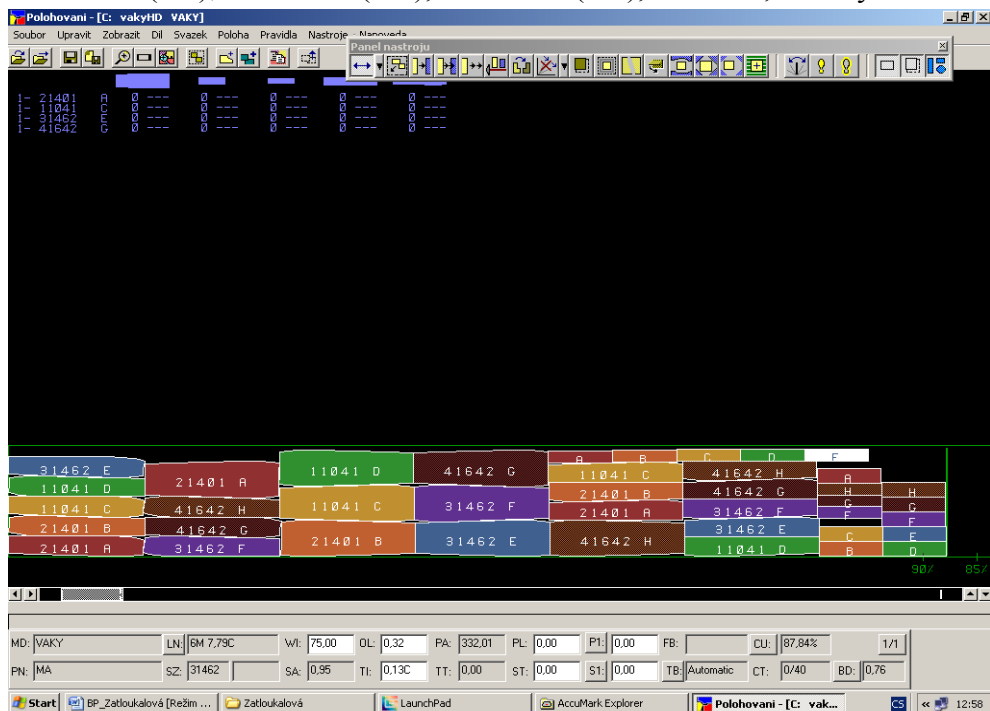 Polohovani - [C: vakyHD VAKY]
Soubor Upravit Zobrazit Dil Svazek Poloha Pravidla Nastroje Napoveda
Panel nastroju
1- 21401 A 0 --- 0 --- 0 --- 0 --- 0 ---
1- 11041 C 0 --- 0 --- 0 --- 0 --- 0 ---
1- 31462 E 0 --- 0 --- 0 --- 0 --- 0 ---
1- 41642 G 0 --- 0 --- 0 --- 0 --- 0 ---
A B C D F
31462 E 21401 A 11041 D 41642 G 11041 C 41642 H A
11041 D 21401 B 41642 G H H
11041 C 41642 H 11041 C 31462 F 21401 A 31462 F G G
F F
21401 B 41642 G 21401 B 31462 E 41642 H 31462 E C E
21401 A 31462 F 11041 D B D
90% 85%
MD: VAKY LN: 6M 7,79C WI: 75,00 OL: 0,32 PA: 332,01 PL: 0,00 P1: 0,00 FB: CU: 87,84% 1/1
PN: MA SZ: 31462 SA: 0,95 TI: 0,13C TT: 0,00 ST: 0,00 S1: 0,00 TB: Automatic CT: 0/40 BD: 0,76
Start BP_Zatloukalová [Režim ... Zatloukalová LaunchPad AccuMark Explorer Polohovani - [C: vak... CS « 12:58